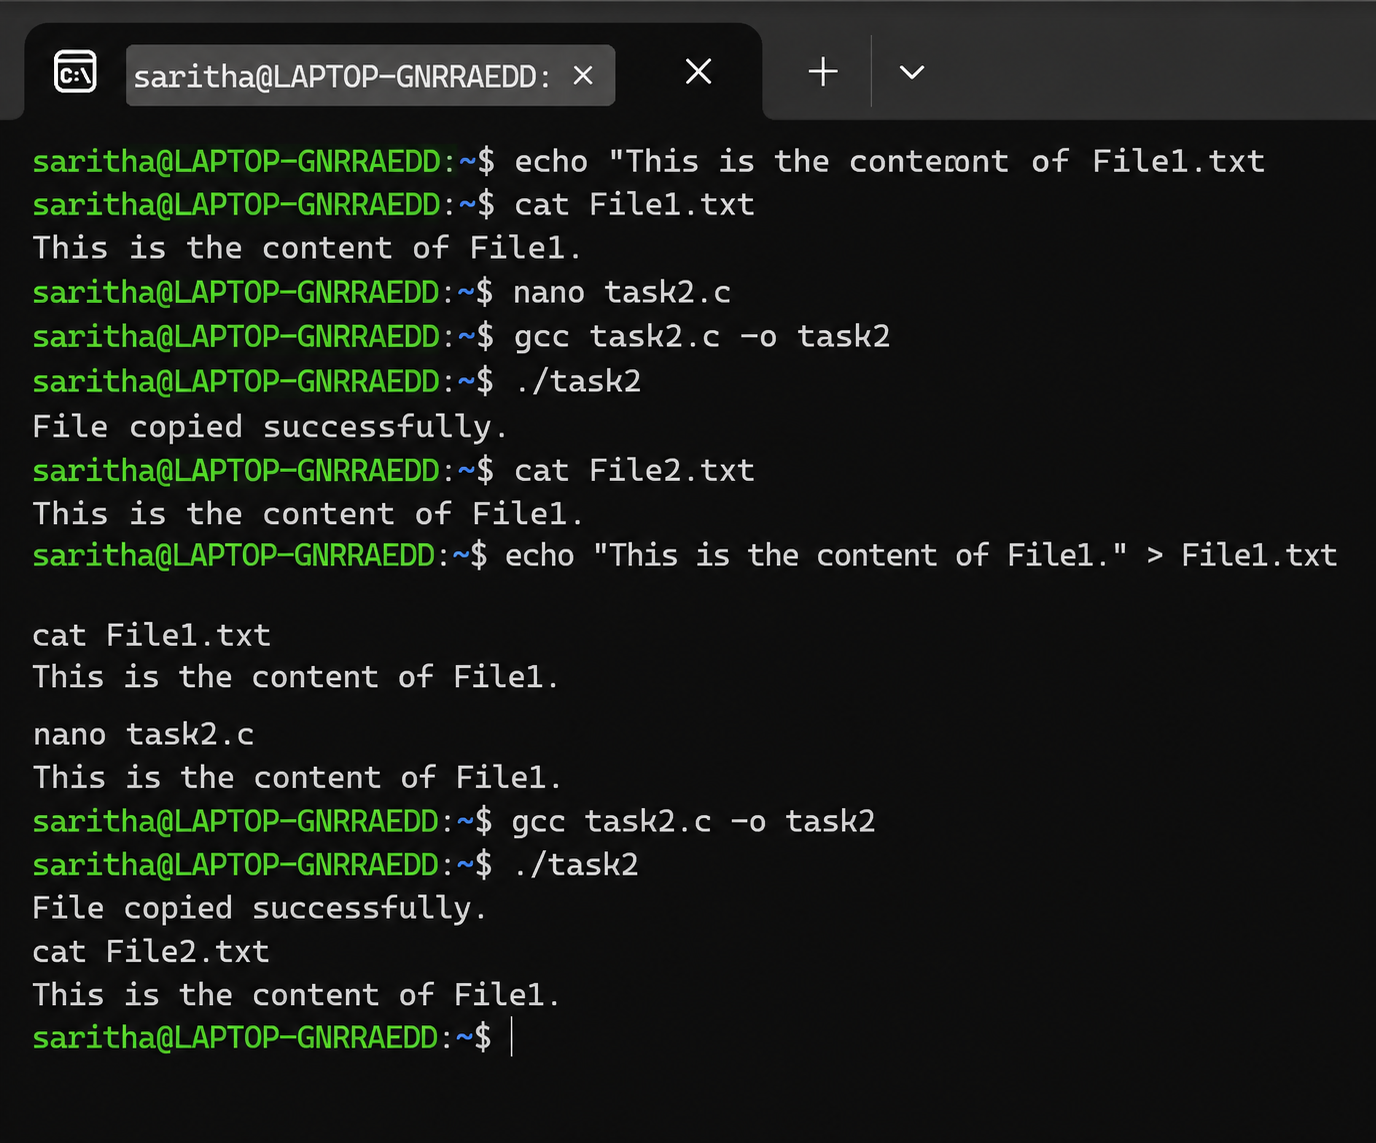 saritha@LAPTOP-GNRRAEDD:
saritha@LAPTOP-GNRRAEDD:~$ echo "This is the of File1.txt
saritha@LAPTOP-GNRRAEDD:~$ cat File1.txt
This is the content of File1.
saritha@LAPTOP-GNRRAEDD:~$ nano task2.c
saritha@LAPTOP-GNRRAEDD:~$ gcc task2.c -o task2
saritha@LAPTOP-GNRRAEDD:~$ ./task2
File copied successfully.
saritha@LAPTOP-GNRRAEDD:~$ cat File2.txt
This is the content of File1.
saritha@LAPTOP-GNRRAEDD:~$ echo "This is the content of File1." > File1.txt
cat File1.txt
This is the content of File1.
nano task2.c
This is the content of File1.
saritha@LAPTOP-GNRRAEDD:~$ gcc task2.c -o task2
saritha@LAPTOP-GNRRAEDD:~$ ./task2
File copied successfully.
cat File2.txt
This is the content of File1.
saritha@LAPTOP-GNRRAEDD:~$